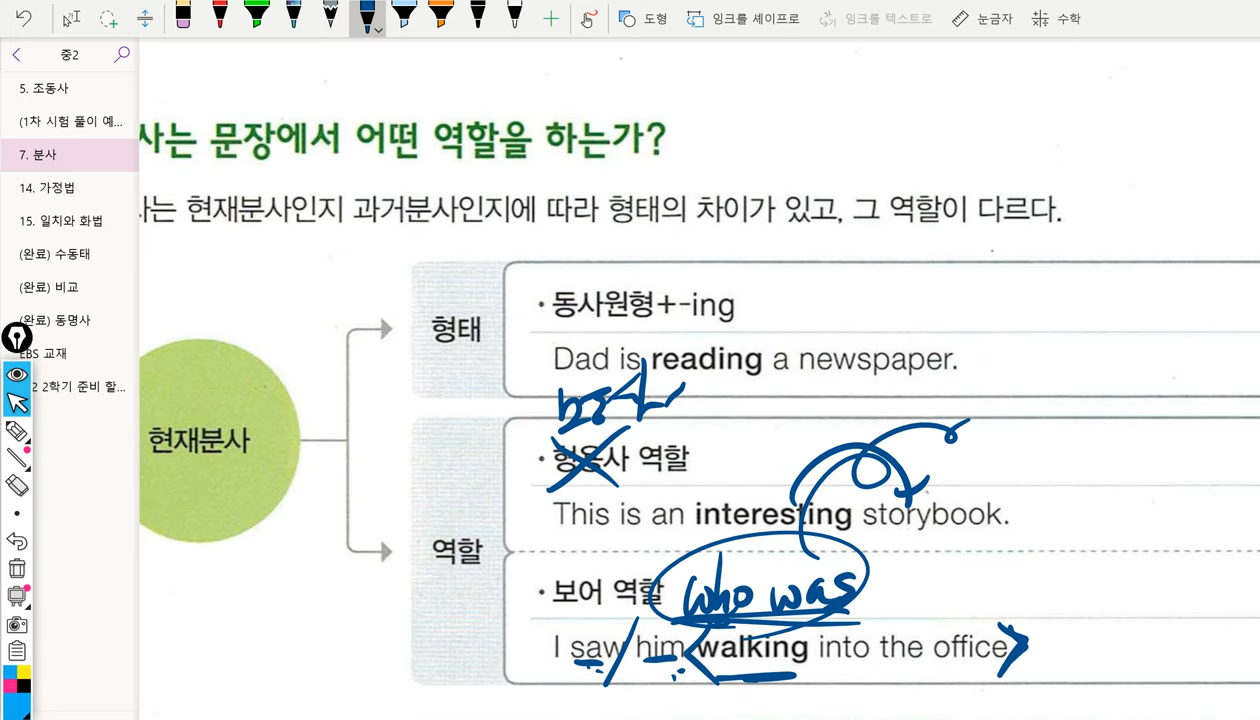 도형
잉크를 셰이프로
잉크를 텍스트로
눈금자
수학
중2
5. 조동사
(1차 시험 풀이 예...
7. 분사
14. 가정법
15. 일치와 화법
(완료) 수동태
(완료) 비교
(완료) 동명사
EBS 교재
2 2학기 준비 할...
사는 문장에서 어떤 역할을 하는가?
사는 현재분사인지 과거분사인지에 따라 형태의 차이가 있고, 그 역할이 다르다.
현재분사
형태
· 동사원형+-ing
Dad is reading a newspaper.
역할
· 형용사 역할
This is an interesting storybook.
· 보어 역할
who was
I saw him walking into the office